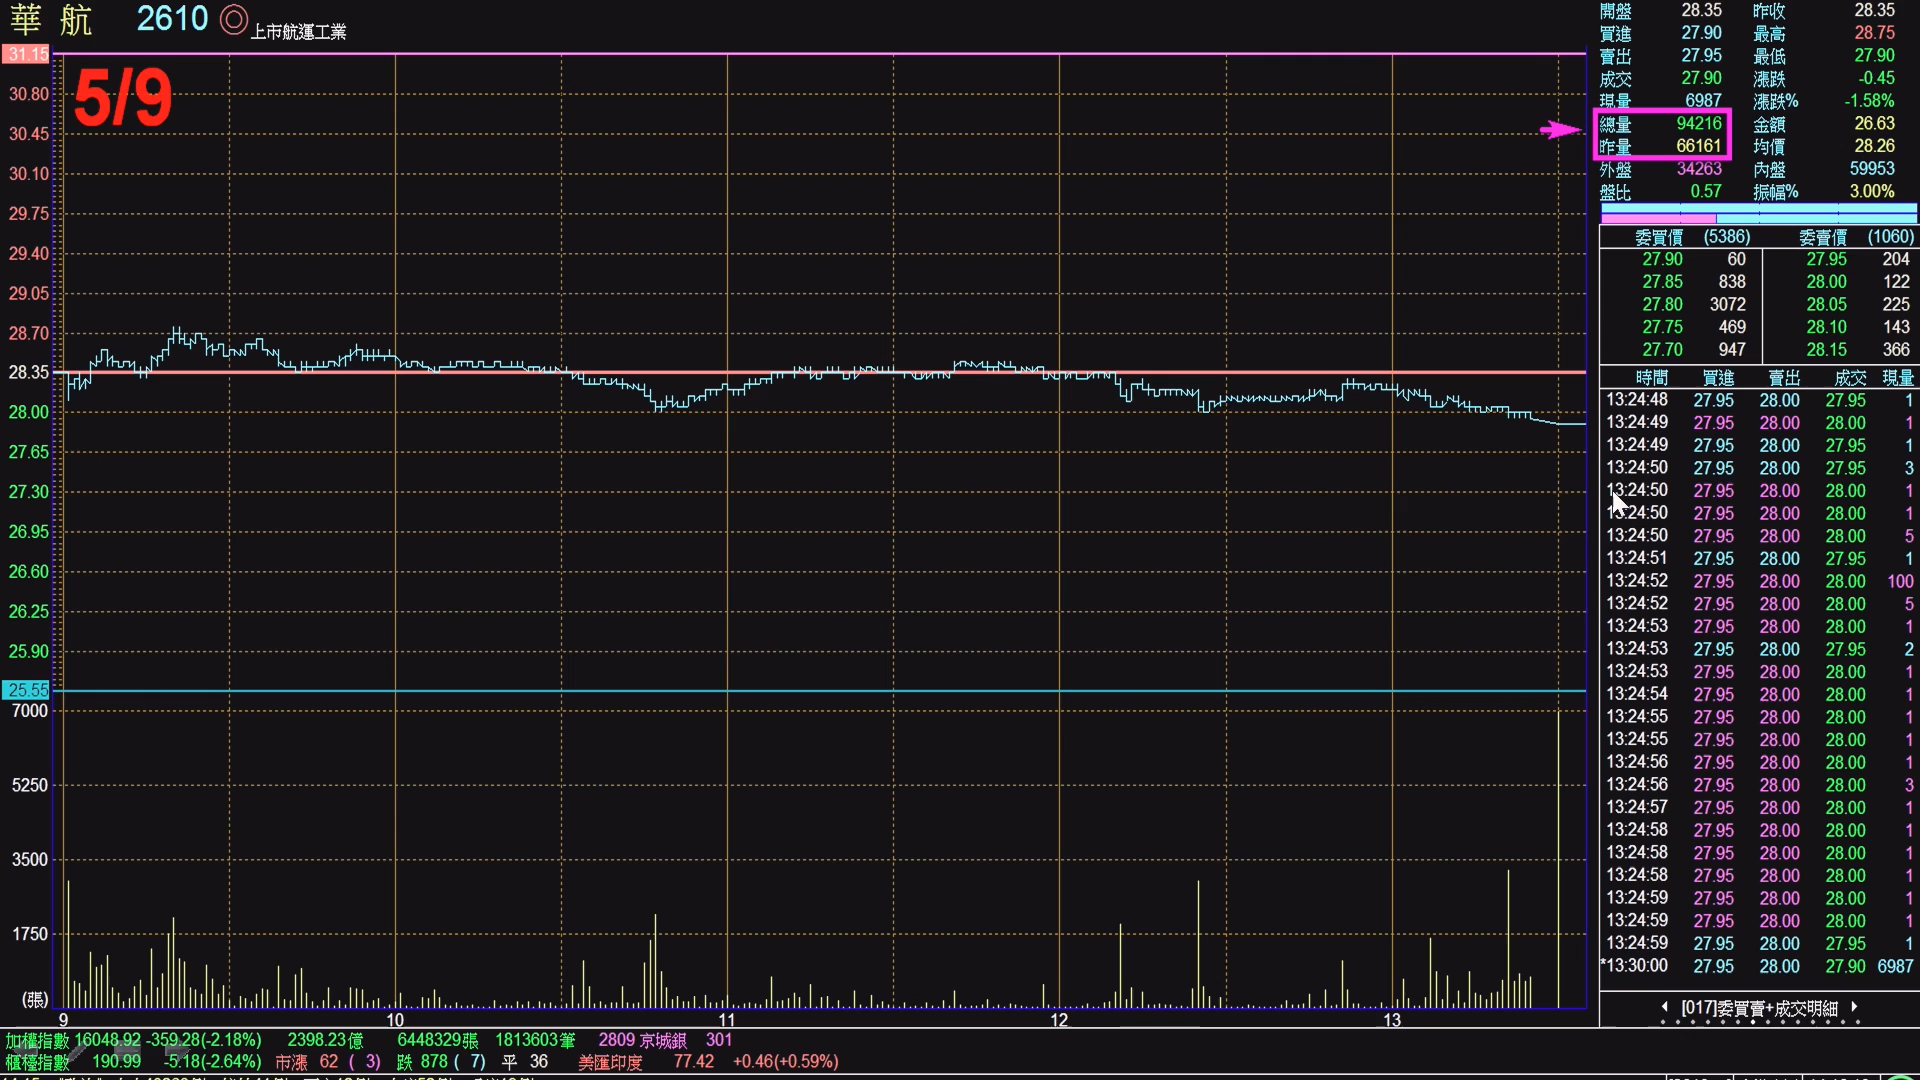 華 航 2610 ◎ 上市航運工業
5/9
31.15
30.80
30.45
30.10
29.75
29.40
29.05
28.70
28.35
28.00
27.65
27.30
26.95
26.60
26.25
25.90
25.55
7000
5250
3500
1750
(張)
9 10 11 12 13
開盤 28.35 昨收 28.35
買進 27.90 最高 28.75
賣出 27.95 最低 27.90
成交 27.90 漲跌 -0.45
現量 6987 漲跌% -1.58%
總量 94216 金額 26.63
昨量 66161 均價 28.26
外盤 34263 內盤 59953
盤比 0.57 振幅% 3.00%
委買價 (5386) 委賣價 (1060)
27.90 60 27.95 204
27.85 838 28.00 122
27.80 3072 28.05 225
27.75 469 28.10 143
27.70 947 28.15 366
時間 買進 賣出 成交 現量
13:24:48 27.95 28.00 27.95 1
13:24:49 27.95 28.00 28.00 1
13:24:49 27.95 28.00 27.95 1
13:24:50 27.95 28.00 27.95 3
13:24:50 27.95 28.00 28.00 1
13:24:50 27.95 28.00 28.00 1
13:24:50 27.95 28.00 28.00 5
13:24:51 27.95 28.00 27.95 1
13:24:52 27.95 28.00 28.00 100
13:24:52 27.95 28.00 28.00 5
13:24:53 27.95 28.00 28.00 1
13:24:53 27.95 28.00 27.95 2
13:24:53 27.95 28.00 28.00 1
13:24:54 27.95 28.00 28.00 1
13:24:55 27.95 28.00 28.00 1
13:24:55 27.95 28.00 28.00 1
13:24:56 27.95 28.00 28.00 1
13:24:56 27.95 28.00 28.00 3
13:24:57 27.95 28.00 28.00 1
13:24:58 27.95 28.00 28.00 1
13:24:58 27.95 28.00 28.00 1
13:24:58 27.95 28.00 28.00 1
13:24:59 27.95 28.00 28.00 1
13:24:59 27.95 28.00 28.00 1
13:24:59 27.95 28.00 27.95 1
*13:30:00 27.95 28.00 27.90 6987
[017]委買賣+成交明細
加權指數 16048.92 -359.28(-2.18%) 2398.23億 6448329張 1813603筆 2809 京城銀 301
櫃檯指數 190.99 -5.18(-2.64%) 市漲 62 ( 3) 跌 878 ( 7) 平 36 美匯印度 77.42 +0.46(+0.59%)